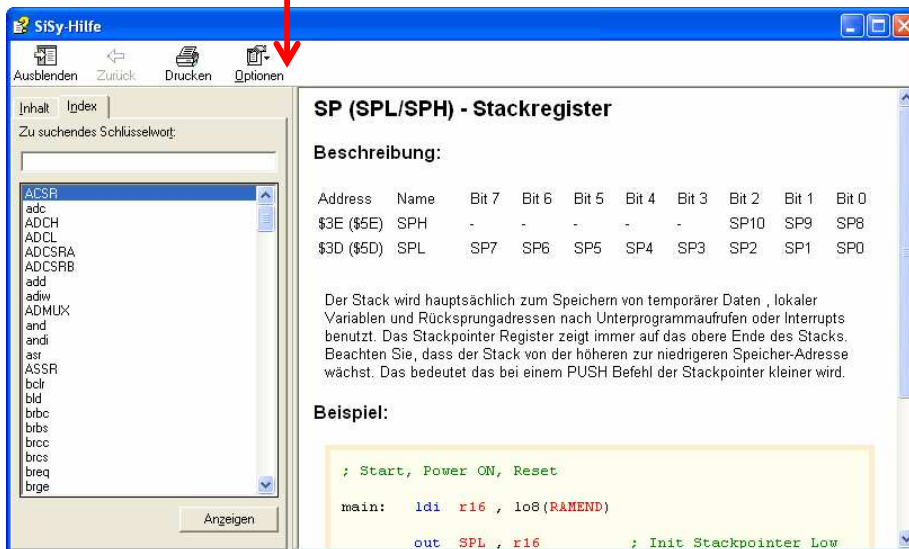 SiSy-Hilfe
Ausblenden Zurück Drucken Optionen
Inhalt Index
Zu suchendes Schlüsselwort:
ACSR
adc
ADCH
ADCL
ADCSRA
ADCSRB
add
adiw
ADMUX
and
andi
asr
ASSR
bclr
bld
brbc
brbs
brcc
brcs
breq
brge
Anzeigen
SP (SPL/SPH) - Stackregister
Beschreibung:
Address Name Bit 7 Bit 6 Bit 5 Bit 4 Bit 3 Bit 2 Bit 1 Bit 0
$3E ($5E) SPH - - - - - SP10 SP9 SP8
$3D ($5D) SPL SP7 SP6 SP5 SP4 SP3 SP2 SP1 SP0
Der Stack wird hauptsächlich zum Speichern von temporärer Daten , lokaler
Variablen und Rücksprungadressen nach Unterprogrammaufrufen oder Interrupts
benutzt. Das Stackpointer Register zeigt immer auf das obere Ende des Stacks.
Beachten Sie, dass der Stack von der höheren zur niedrigeren Speicher-Adresse
wächst. Das bedeutet das bei einem PUSH Befehl der Stackpointer kleiner wird.
Beispiel:
; Start, Power ON, Reset
main: ldi r16 , lo8(RAMEND)
out SPL , r16 ; Init Stackpointer Low